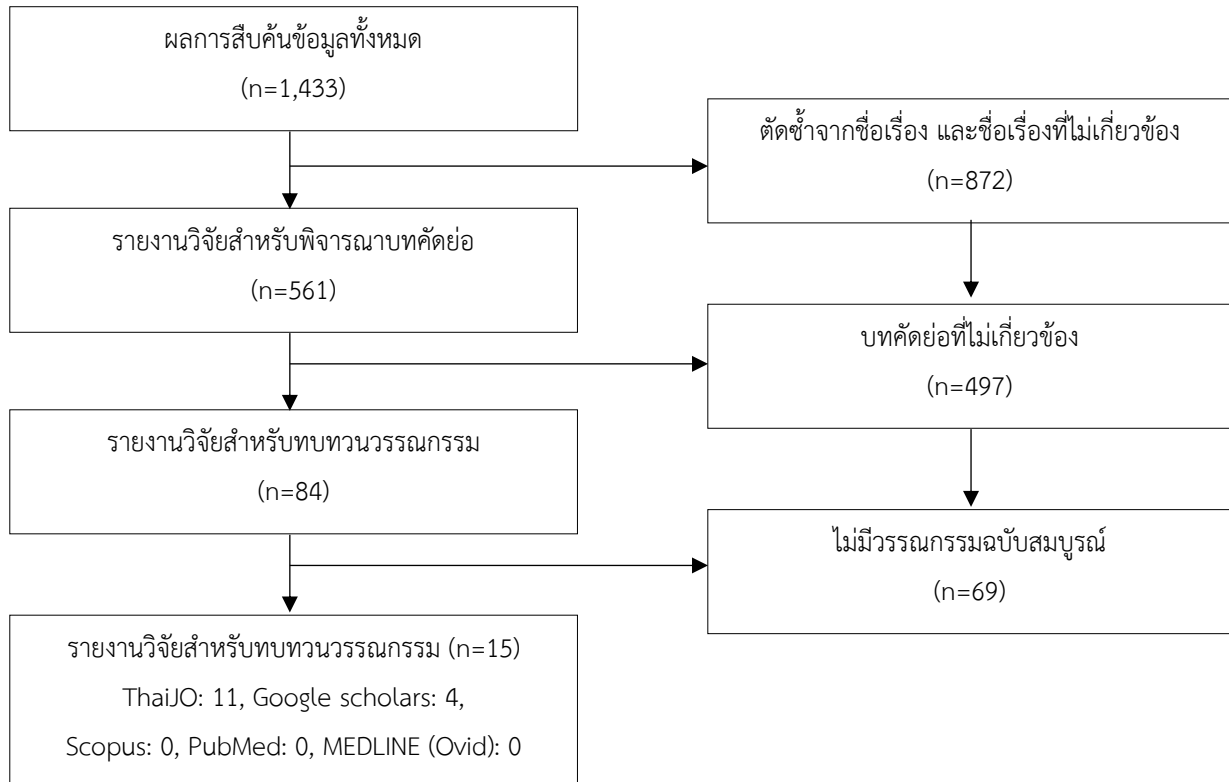 ผลการสืบค้นข้อมูลทั้งหมด
(n=1,433)
ตัดซ้ำจากชื่อเรื่อง และชื่อเรื่องที่ไม่เกี่ยวข้อง
(n=872)
รายงานวิจัยสำหรับพิจารณาบทคัดย่อ
(n=561)
บทคัดย่อที่ไม่เกี่ยวข้อง
(n=497)
รายงานวิจัยสำหรับทบทวนวรรณกรรม
(n=84)
ไม่มีวรรณกรรมฉบับสมบูรณ์
(n=69)
รายงานวิจัยสำหรับทบทวนวรรณกรรม (n=15)
ThaiJO: 11, Google scholars: 4,
Scopus: 0, PubMed: 0, MEDLINE (Ovid): 0